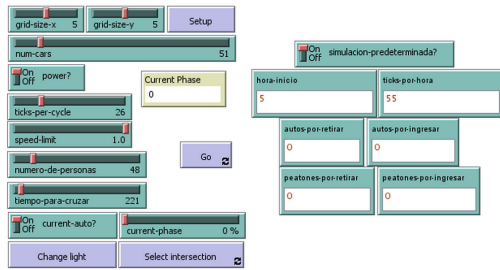 grid-size-x 5
grid-size-y 5
Setup
num-cars 51
On
Off
power?
Current Phase
0
ticks-per-cycle 26
speed-limit 1.0
Go
numero-de-personas 48
tiempo-para-cruzar 221
On
Off
current-auto?
current-phase 0 %
Change light
Select intersection
On
Off
simulacion-predeterminada?
hora-inicio
5
ticks-por-hora
55
autos-por-retirar
0
autos-por-ingresar
0
peatones-por-retirar
0
peatones-por-ingresar
0